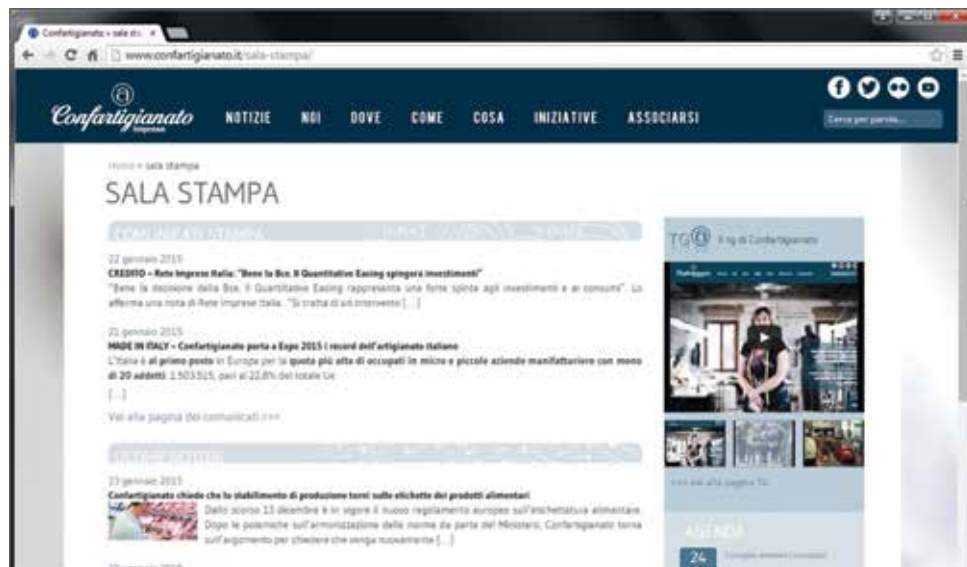 Confartigianato » sala sta
www.confartigianato.it/sala-stampa/
Confartigianato
Imprese
NOTIZIE NOI DOVE COME COSA INIZIATIVE ASSOCIARSI
Cerca per parola...
Home » sala stampa
SALA STAMPA
COMUNICATI STAMPA
22 gennaio 2015
CREDITO – Rete Imprese Italia: "Bene la Bce. Il Quantitative Easing spingerà investimenti"
"Bene la decisione della Bce. Il Quantitative Easing rappresenta una forte spinta agli investimenti e ai consumi". Lo
afferma una nota di Rete Imprese Italia. "Si tratta di un intervento [...]
21 gennaio 2015
MADE IN ITALY – Confartigianato porta a Expo 2015 i record dell'artigianato italiano
L'Italia è al primo posto in Europa per la quota più alta di occupati in micro e piccole aziende manifatturiere con meno
di 20 addetti: 1.503.515, pari al 22,8% del totale Ue
[...]
Vai alla pagina dei comunicati >>>
ULTIME NOTIZIE
23 gennaio 2015
Confartigianato chiede che lo stabilimento di produzione torni sulle etichette dei prodotti alimentari
Dallo scorso 13 dicembre è in vigore il nuovo regolamento europeo sull'etichettatura alimentare.
Dopo le polemiche sull'armonizzazione delle norme da parte del Ministero, Confartigianato torna
sull'argomento per chiedere che venga nuovamente [...]
TG@ Il tg di Confartigianato
>>> vai alla pagina TG
AGENDA
24